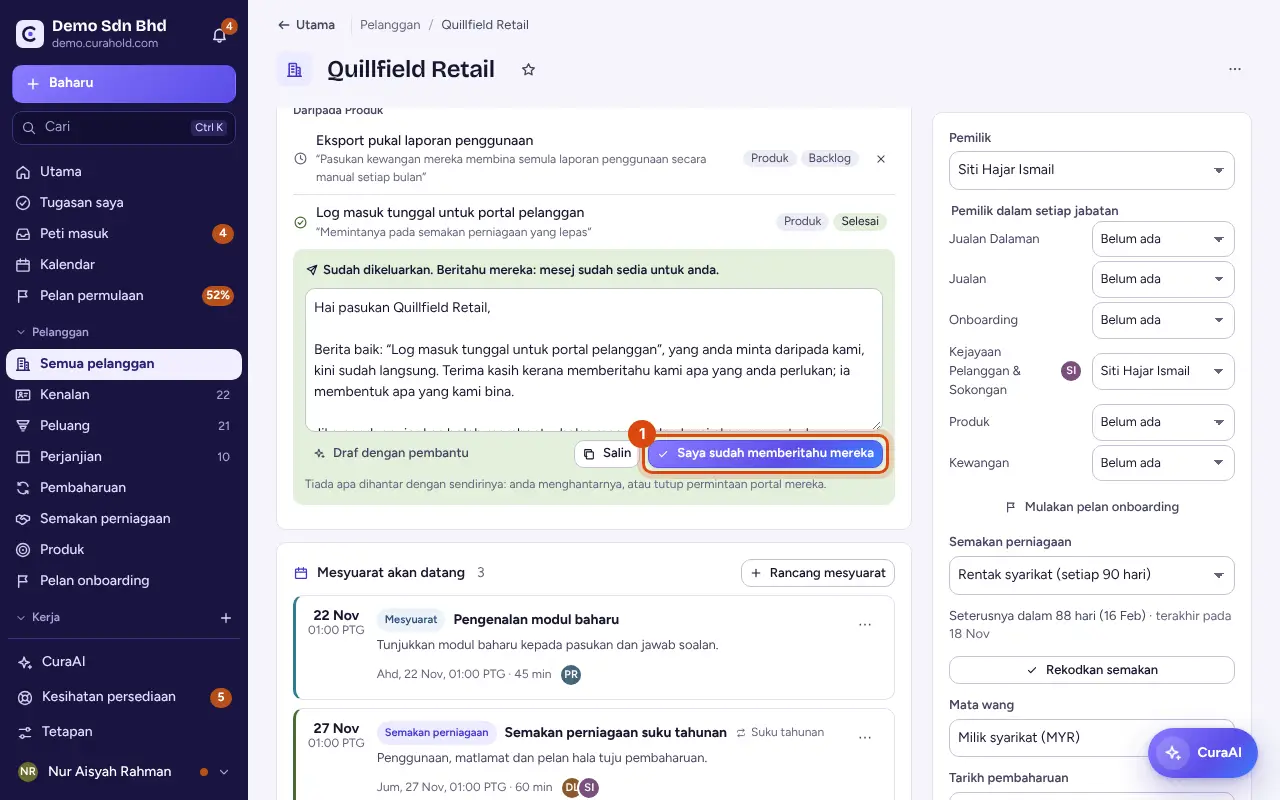 Demo Sdn Bhd
demo.curahold.com
4
Baharu
Cari
Ctrl K
Utama
Tugasan saya
Peti masuk
4
Kalendar
Pelan permulaan
52%
Pelanggan
Semua pelanggan
Kenalan
22
Peluang
21
Perjanjian
10
Pembaharuan
Semakan perniagaan
Produk
Pelan onboarding
Kerja
CuraAI
Kesihatan persediaan
5
Tetapan
NR
Nur Aisyah Rahman
Utama
Pelanggan / Quillfield Retail
Quillfield Retail
Daripada Produk
Eksport pukal laporan penggunaan
“Pasukan kewangan mereka membina semula laporan penggunaan secara
manual setiap bulan”
Produk
Backlog
Log masuk tunggal untuk portal pelanggan
“Memintanya pada semakan perniagaan yang lepas”
Produk
Selesai
Sudah dikeluarkan. Beritahu mereka: mesej sudah sedia untuk anda.
Hai pasukan Quillfield Retail,
Berita baik: “Log masuk tunggal untuk portal pelanggan”, yang anda minta daripada kami,
kini sudah langsung. Terima kasih kerana memberitahu kami apa yang anda perlukan; ia
membentuk apa yang kami bina.
1
Draf dengan pembantu
Salin
Saya sudah memberitahu mereka
Tiada apa dihantar dengan sendirinya: anda menghantarnya, atau tutup permintaan portal mereka.
Mesyuarat akan datang 3
Rancang mesyuarat
22 Nov
01:00 PTG
Mesyuarat
Pengenalan modul baharu
Tunjukkan modul baharu kepada pasukan dan jawab soalan.
Ahd, 22 Nov, 01:00 PTG · 45 min
PR
27 Nov
01:00 PTG
Semakan perniagaan
Semakan perniagaan suku tahunan
Suku tahunan
Penggunaan, matlamat dan pelan hala tuju pembaharuan.
Jum, 27 Nov, 01:00 PTG · 60 min
DL
SI
Pemilik
Siti Hajar Ismail
Pemilik dalam setiap jabatan
Jualan Dalaman
Belum ada
Jualan
Belum ada
Onboarding
Belum ada
Kejayaan
Pelanggan &
Sokongan
SI
Siti Hajar Ismail
Produk
Belum ada
Kewangan
Belum ada
Mulakan pelan onboarding
Semakan perniagaan
Rentak syarikat (setiap 90 hari)
Seterusnya dalam 88 hari (16 Feb) · terakhir pada
18 Nov
Rekodkan semakan
Mata wang
Milik syarikat (MYR)
Tarikh pembaharuan
CuraAI